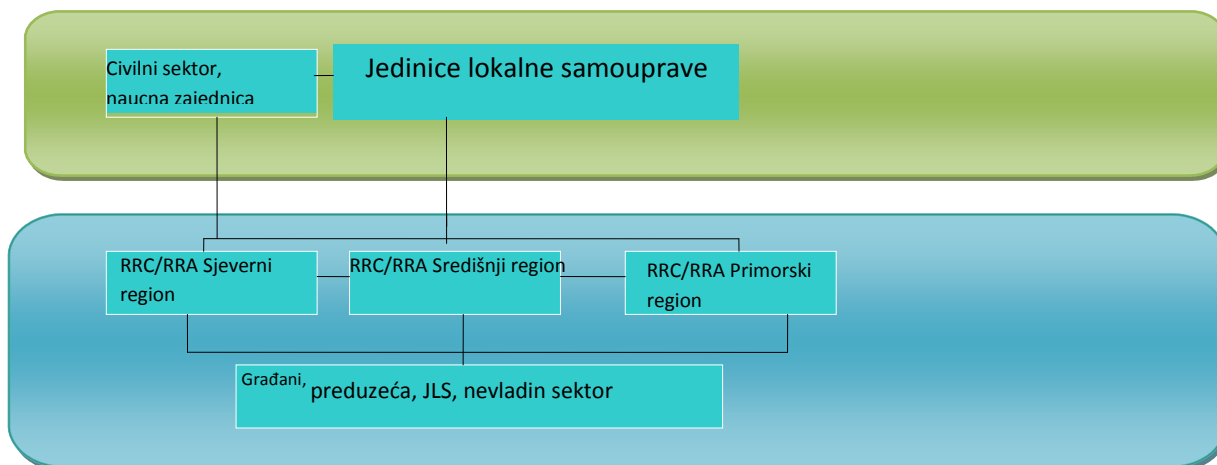 Civilni sektor,
naucna zajednica
Jedinice lokalne samouprave
RRC/RRA Sjeverni
region
RRC/RRA Središnji region
RRC/RRA Primorski
region
Građani, preduzeća, JLS, nevladin sektor